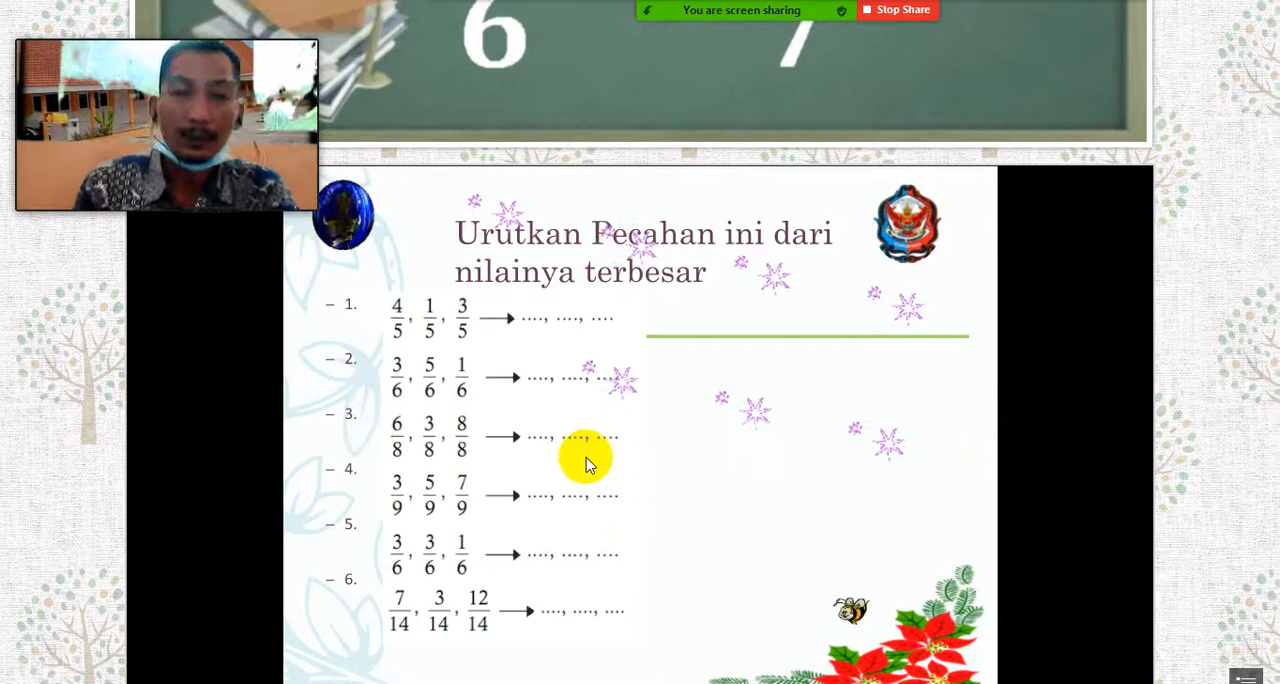 You are screen sharing
Stop Share
6 7
Urutkan Pecahan ini dari
nilainya terbesar
– 1. 4/5, 1/5, 3/5 → ...., ...., ....
– 2. 3/6, 5/6, 1/6 → ...., ...., ....
– 3. 6/8, 3/8, 8/8 → ...., ...., ....
– 4. 3/9, 5/9, 7/9 → ...., ...., ....
– 5. 3/6, 3/6, 1/6 → ...., ...., ....
– 6. 7/14, 3/14, 12/14 → ...., ...., ....